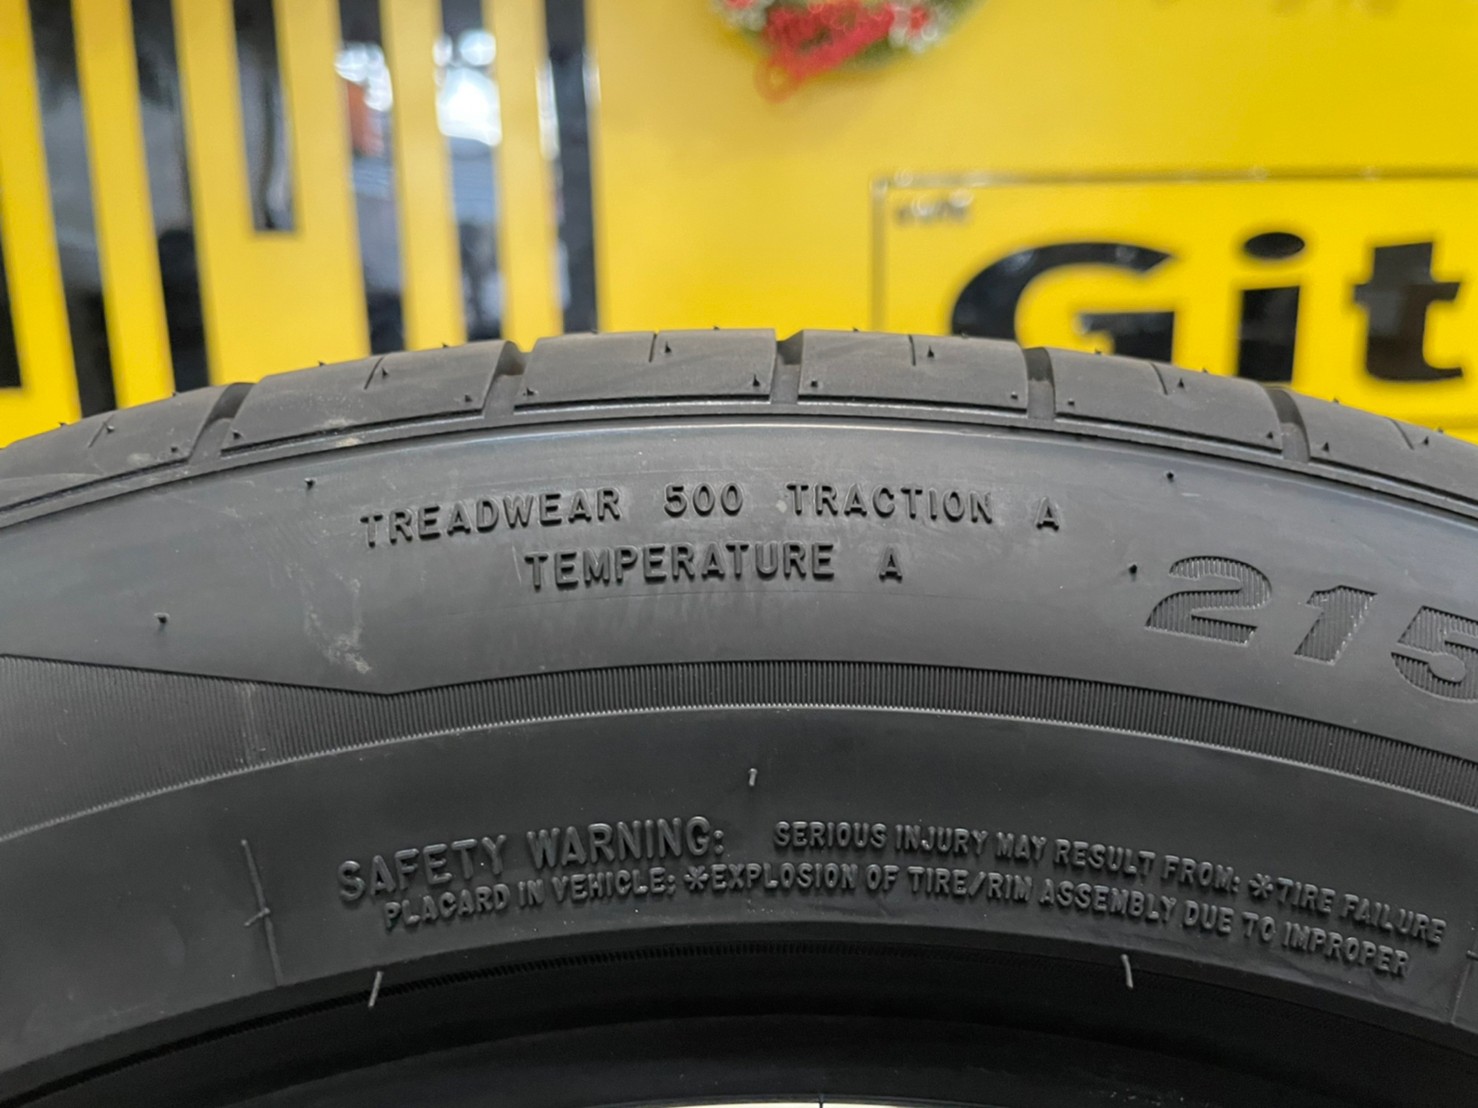 Git
TREADWEAR 500 TRACTION A
TEMPERATURE A
215
SAFETY WARNING: SERIOUS INJURY MAY RESULT FROM: *TIRE FAILURE
PLACARD IN VEHICLE; *EXPLOSION OF TIRE/RIM ASSEMBLY DUE TO IMPROPER